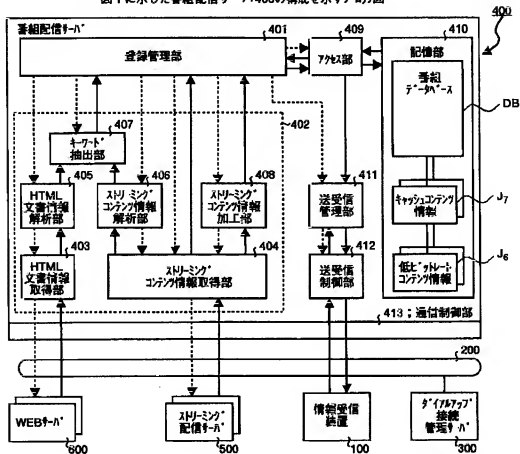 図1に示した番組配信サーバ400の構成を示すブロック図
400
番組配信サーバ
401
登録管理部
409
アクセス部
410
記憶部
番組
データベース
DB
402
407
キーワード
抽出部
405
HTML
文書情報
解析部
406
ストリーミング
コンテンツ情報
解析部
408
ストリーミング
コンテンツ情報
加工部
411
送受信
管理部
キャッシュコンテンツ
情報
J7
403
HTML
文書情報
取得部
404
ストリーミング
コンテンツ情報取得部
412
送受信
制御部
低ビットレート・
コンテンツ情報
J6
413;通信制御部
200
WEBサーバ
600
ストリーミング
配信サーバ
500
情報受信
装置
100
ダイアルアップ
接続
管理サーバ
300